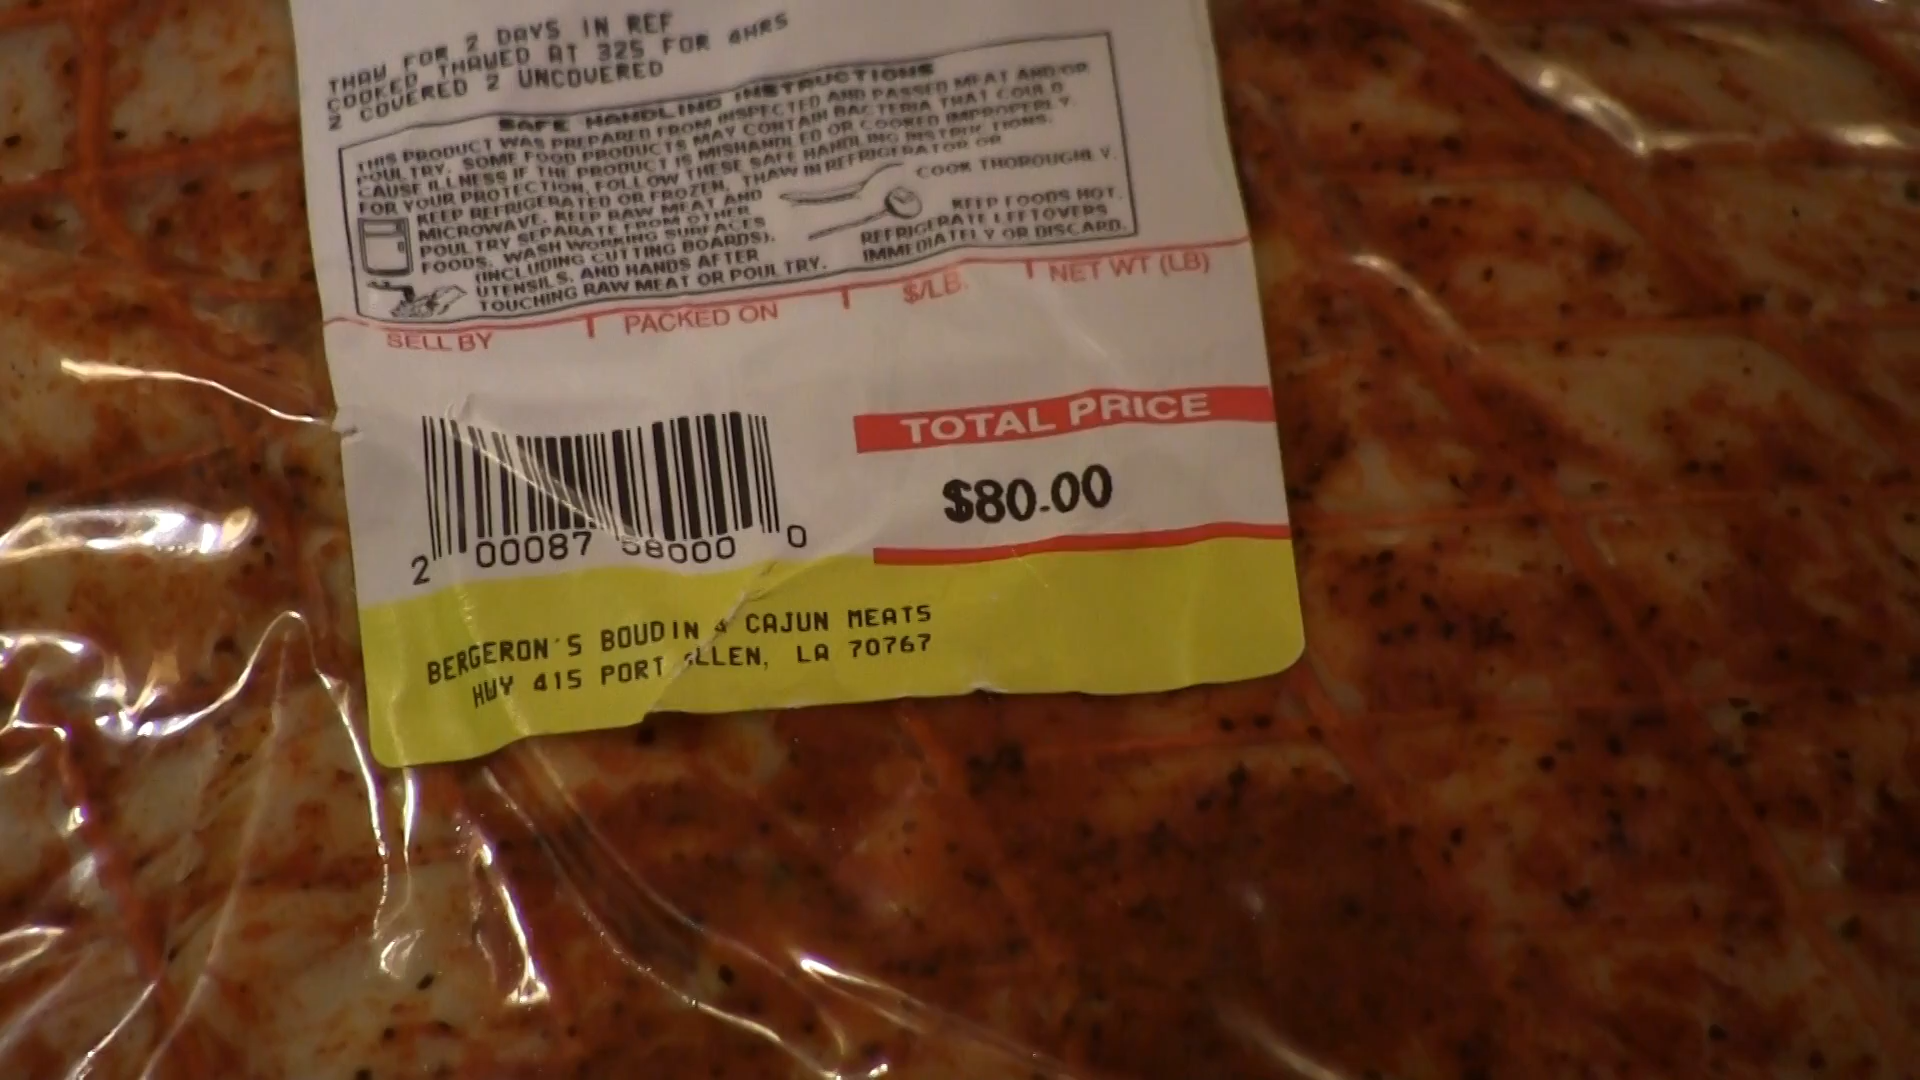 THAW FOR 2 DAYS IN REF
COOKED THAWED AT 325 FOR 4HRS
2 COVERED 2 UNCOVERED
SAFE HANDLING INSTRUCTIONS
THIS PRODUCT WAS PREPARED FROM INSPECTED AND PASSED MEAT AND/OR
POULTRY. SOME FOOD PRODUCTS MAY CONTAIN BACTERIA THAT COULD
CAUSE ILLNESS IF THE PRODUCT IS MISHANDLED OR COOKED IMPROPERLY.
FOR YOUR PROTECTION, FOLLOW THESE SAFE HANDLING INSTRUCTIONS.
KEEP REFRIGERATED OR FROZEN. THAW IN REFRIGERATOR OR
MICROWAVE. KEEP RAW MEAT AND
POULTRY SEPARATE FROM OTHER
FOODS. WASH WORKING SURFACES
(INCLUDING CUTTING BOARDS),
UTENSILS, AND HANDS AFTER
TOUCHING RAW MEAT OR POULTRY.
COOK THOROUGHLY.
KEEP FOODS HOT.
REFRIGERATE LEFTOVERS
IMMEDIATELY OR DISCARD.
SELL BY
PACKED ON
$/LB.
NET WT (LB)
TOTAL PRICE
$80.00
2 00087 58000 0
BERGERON'S BOUDIN & CAJUN MEATS
HWY 415 PORT ALLEN, LA 70767